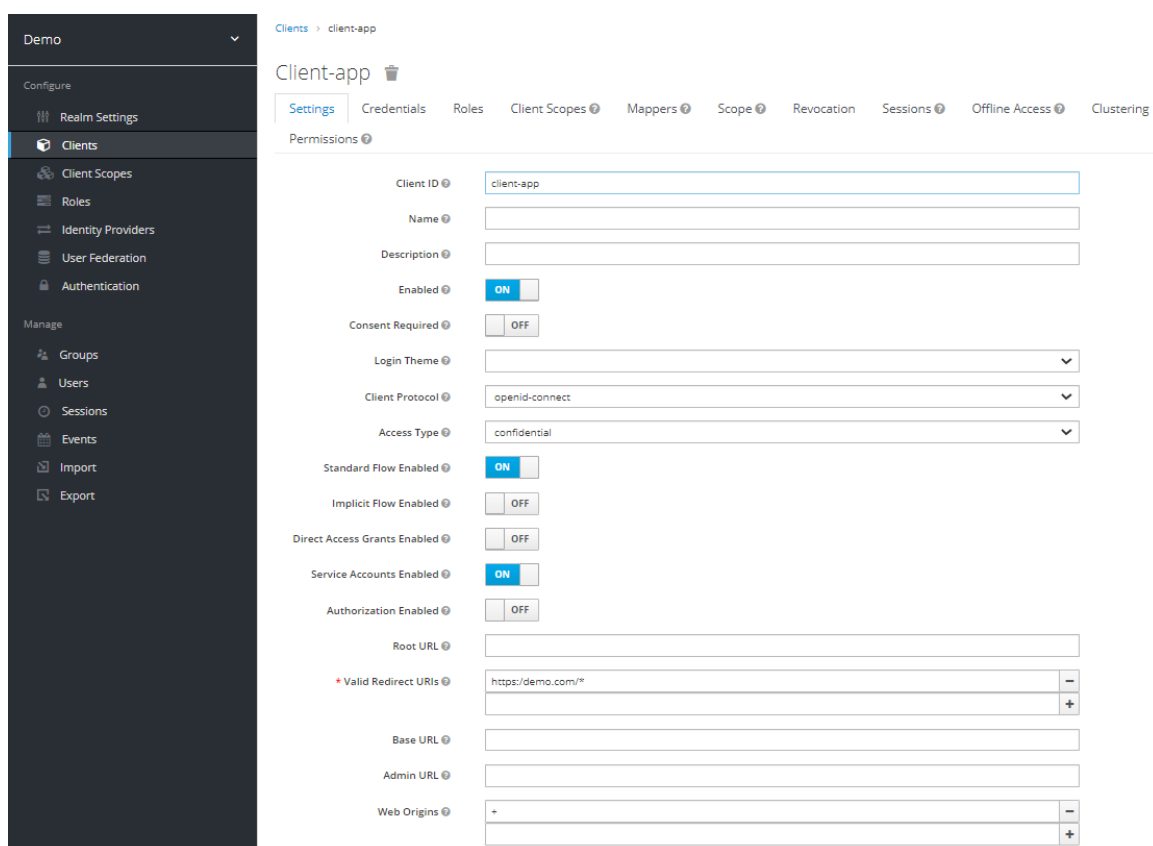 Demo
Configure
Realm Settings
Clients
Client Scopes
Roles
Identity Providers
User Federation
Authentication
Manage
Groups
Users
Sessions
Events
Import
Export
Clients > client-app
Client-app
Settings Credentials Roles Client Scopes Mappers Scope Revocation Sessions Offline Access Clustering
Permissions
Client ID client-app
Name
Description
Enabled ON
Consent Required OFF
Login Theme
Client Protocol openid-connect
Access Type confidential
Standard Flow Enabled ON
Implicit Flow Enabled OFF
Direct Access Grants Enabled OFF
Service Accounts Enabled ON
Authorization Enabled OFF
Root URL
* Valid Redirect URIs https:/demo.com/* −
+
Base URL
Admin URL
Web Origins + −
+